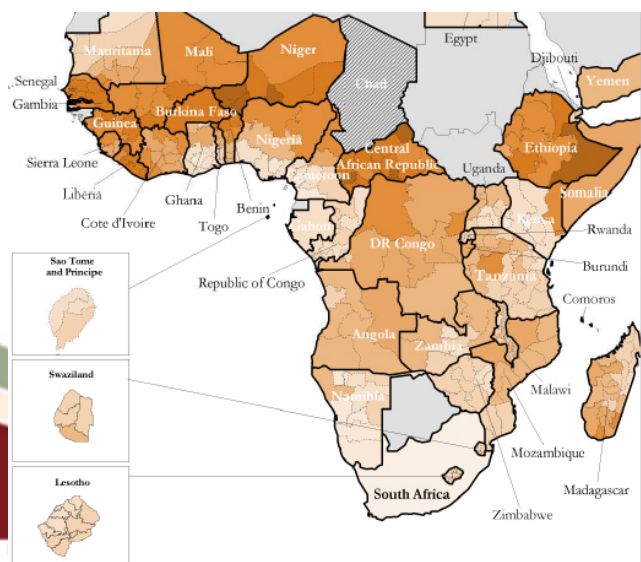 Mauritania
Mali
Niger
Chad
Egypt
Djibouti
Yemen
Senegal
Gambia
Burkina Faso
Guinea
Nigeria
Central
African Republic
Ethiopia
Sierra Leone
Liberia
Cote d'Ivoire
Ghana
Togo
Benin
Cameroon
Uganda
Somalia
Kenya
Gabon
DR Congo
Rwanda
Burundi
Republic of Congo
Tanzania
Comoros
Sao Tome
and Principe
Angola
Zambia
Malawi
Swaziland
Namibia
Mozambique
Madagascar
Lesotho
South Africa
Zimbabwe